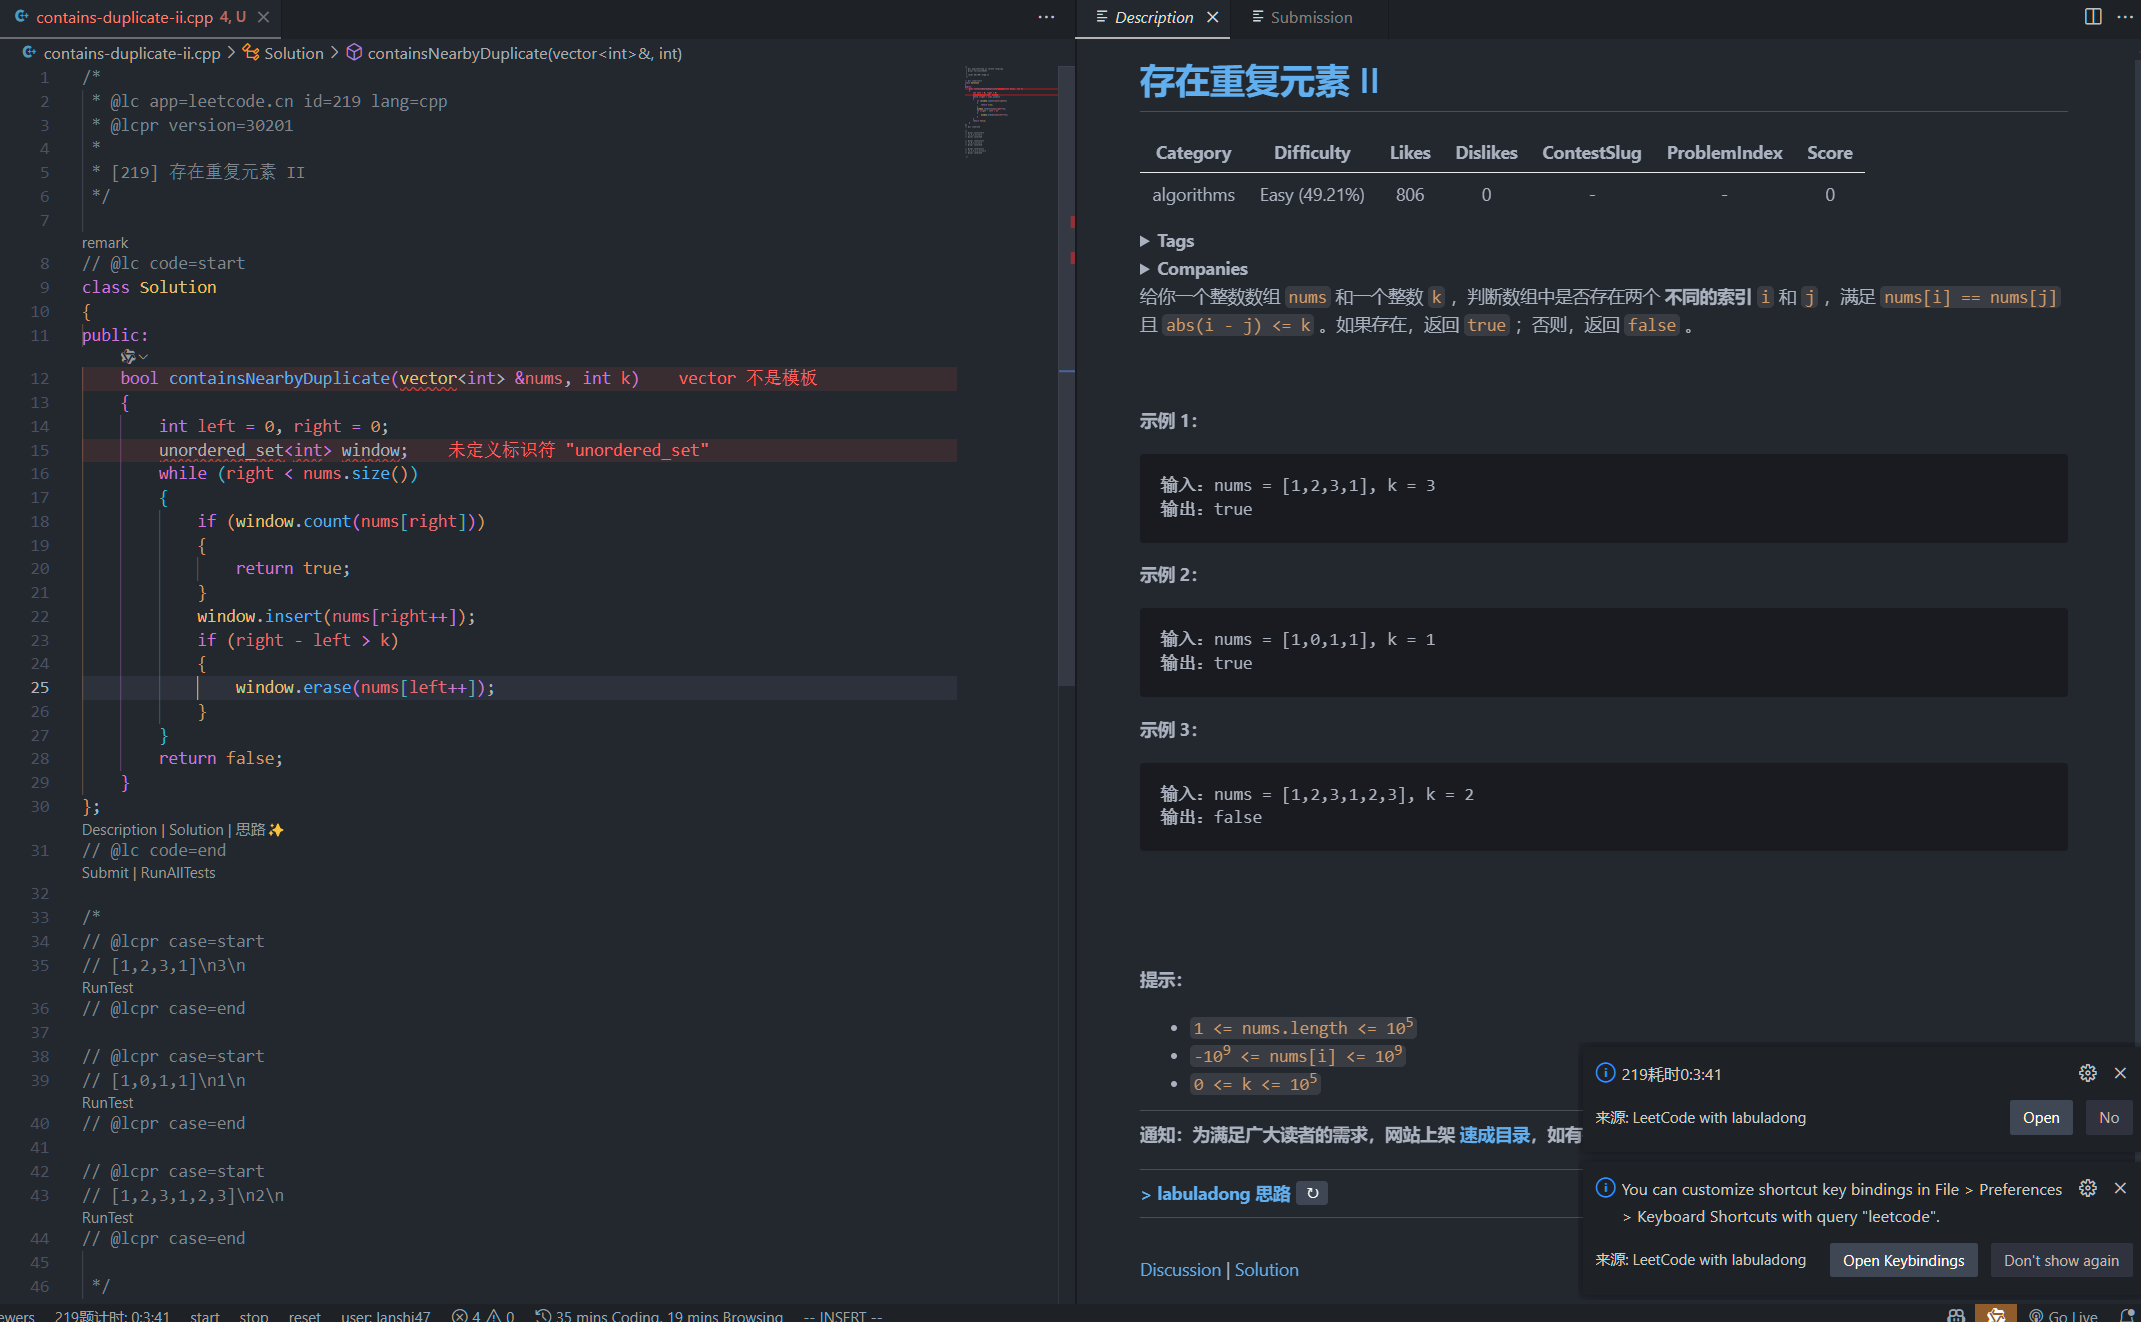 contains-duplicate-ii.cpp 4, U
contains-duplicate-ii.cpp > Solution > containsNearbyDuplicate(vector<int>&, int)
1 /*
2 * @lc app=leetcode.cn id=219 lang=cpp
3 * @lcpr version=30201
4 *
5 * [219] 存在重复元素 II
6 */
7
remark
8 // @lc code=start
9 class Solution
10 {
11 public:
12 bool containsNearbyDuplicate(vector<int> &nums, int k) vector 不是模板
13 {
14 int left = 0, right = 0;
15 unordered_set<int> window; 未定义标识符 "unordered_set"
16 while (right < nums.size())
17 {
18 if (window.count(nums[right]))
19 {
20 return true;
21 }
22 window.insert(nums[right++]);
23 if (right - left > k)
24 {
25 window.erase(nums[left++]);
26 }
27 }
28 return false;
29 }
30 };
Description | Solution | 思路✨
31 // @lc code=end
Submit | RunAllTests
32
33 /*
34 // @lcpr case=start
35 // [1,2,3,1]\n3\n
RunTest
36 // @lcpr case=end
37
38 // @lcpr case=start
39 // [1,0,1,1]\n1\n
RunTest
40 // @lcpr case=end
41
42 // @lcpr case=start
43 // [1,2,3,1,2,3]\n2\n
RunTest
44 // @lcpr case=end
45
46 */
Description Submission
存在重复元素 II
Category Difficulty Likes Dislikes ContestSlug ProblemIndex Score
algorithms Easy (49.21%) 806 0 - - 0
▶ Tags
▶ Companies
给你一个整数数组 nums 和一个整数 k ，判断数组中是否存在两个 不同的索引 i 和 j ，满足 nums[i] == nums[j]
且 abs(i - j) <= k 。如果存在，返回 true ；否则，返回 false 。
示例 1：
输入：nums = [1,2,3,1], k = 3
输出：true
示例 2：
输入：nums = [1,0,1,1], k = 1
输出：true
示例 3：
输入：nums = [1,2,3,1,2,3], k = 2
输出：false
提示：
• 1 <= nums.length <= 10⁵
• -10⁹ <= nums[i] <= 10⁹
• 0 <= k <= 10⁵
通知：为满足广大读者的需求，网站上架 速成目录，如有
> labuladong 思路 ↻
Discussion | Solution
219耗时0:3:41
来源: LeetCode with labuladong
Open No
You can customize shortcut key bindings in File > Preferences
> Keyboard Shortcuts with query "leetcode".
来源: LeetCode with labuladong
Open Keybindings Don't show again
ewers 219题计时: 0:3:41 start stop reset user: lanshi47 4 0 35 mins Coding, 19 mins Browsing -- INSERT -- Go Live